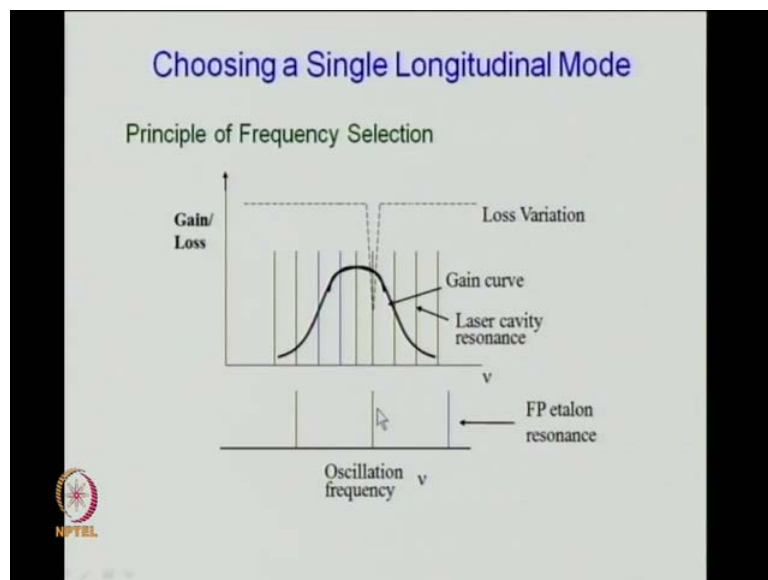 Choosing a Single Longitudinal Mode
Principle of Frequency Selection
Gain/
Loss
Loss Variation
Gain curve
Laser cavity
resonance
ν
FP etalon
resonance
Oscillation
frequency ν
NPTEL